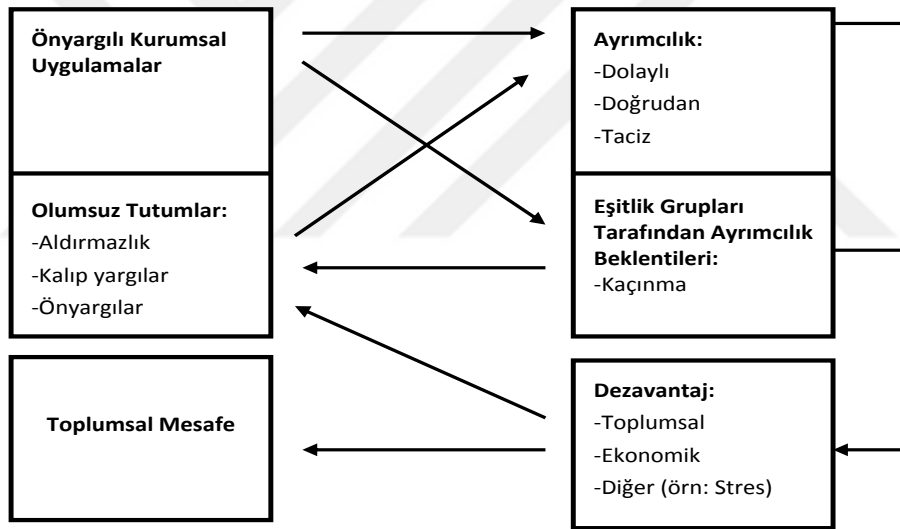 Önyargılı Kurumsal
Uygulamalar
Olumsuz Tutumlar:
-Aldırmazlık
-Kalıp yargılar
-Önyargılar
Toplumsal Mesafe
Ayrımcılık:
-Dolaylı
-Doğrudan
-Taciz
Eşitlik Grupları
Tarafından Ayrımcılık
Beklentileri:
-Kaçınma
Dezavantaj:
-Toplumsal
-Ekonomik
-Diğer (örn: Stres)